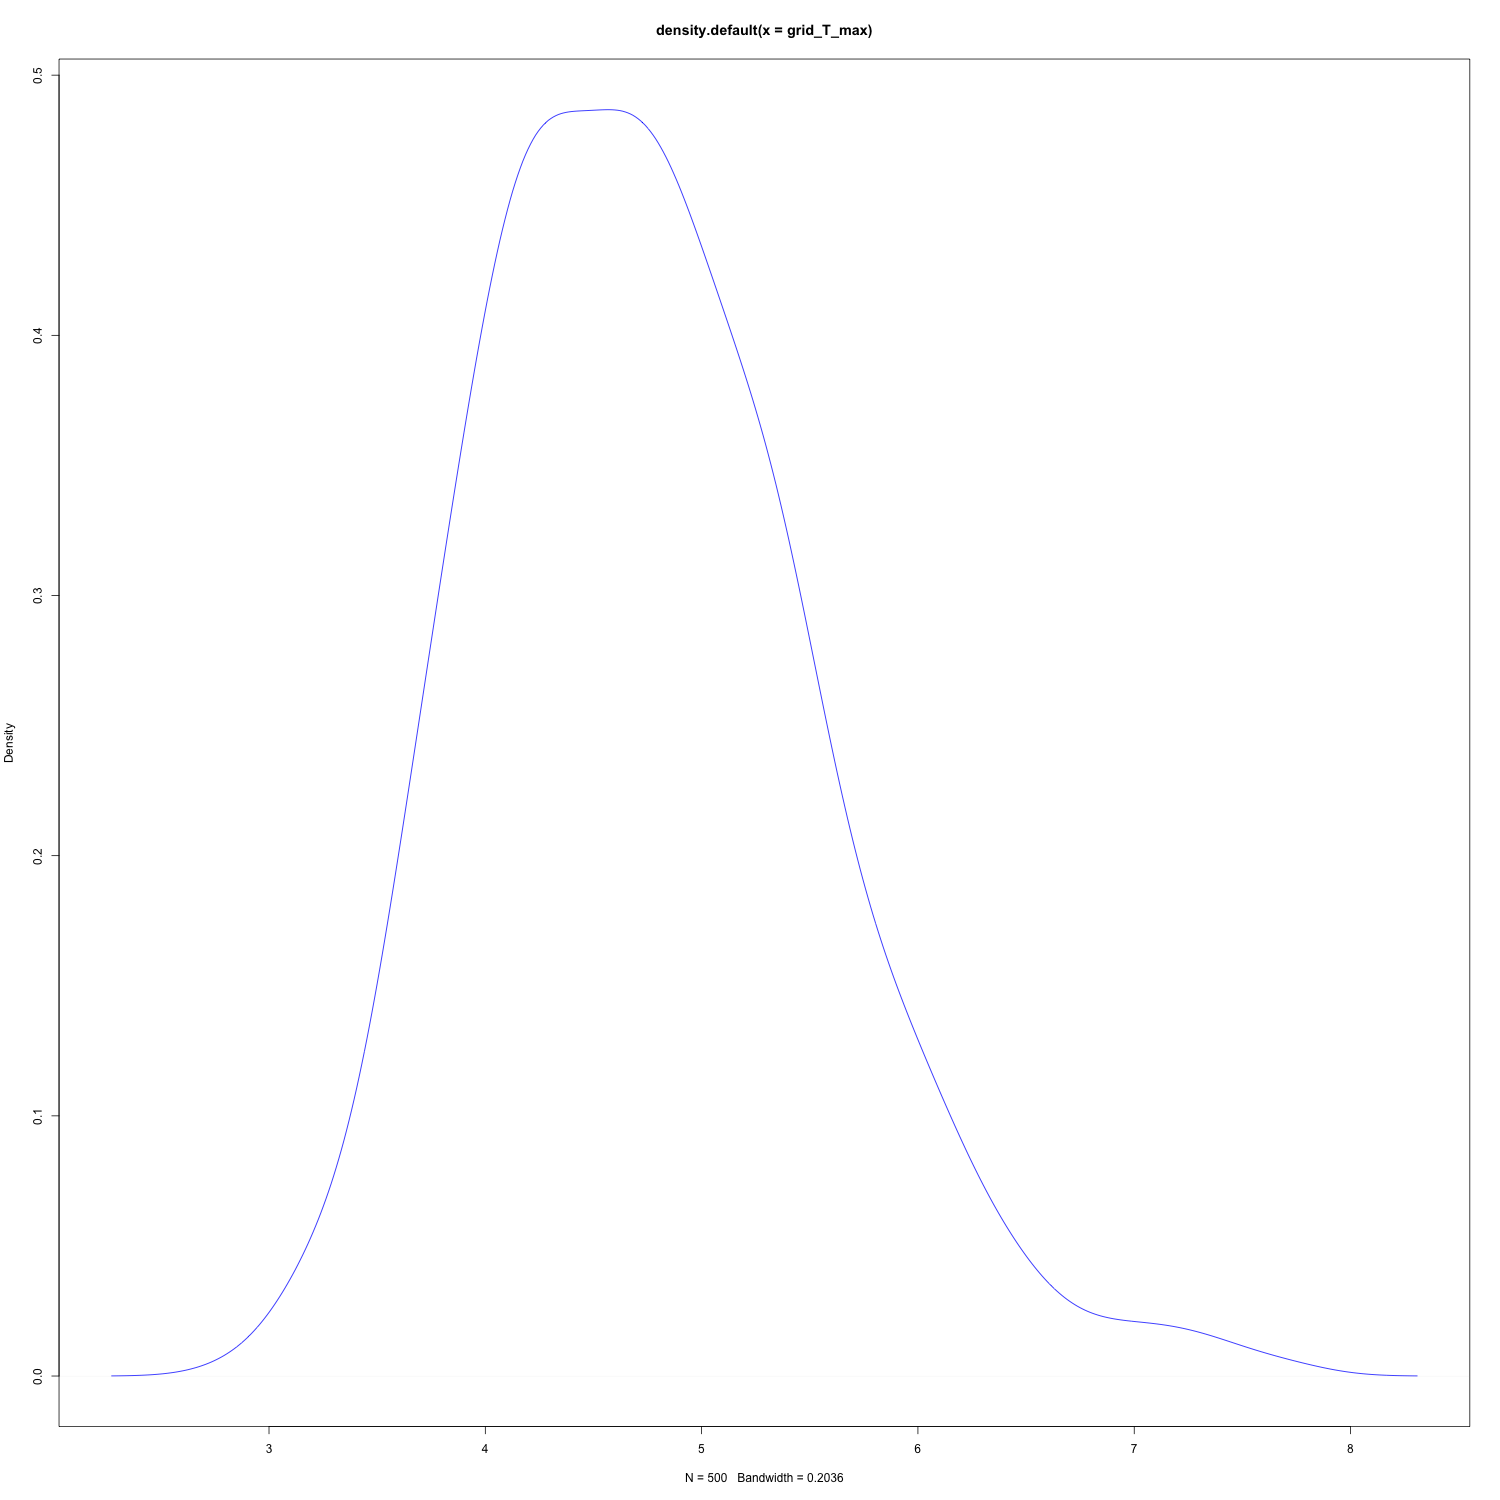 density.default(x = grid_T_max)
0.5
0.4
0.3
0.2
0.1
0.0
Density
3 4 5 6 7 8
N = 500 Bandwidth = 0.2036